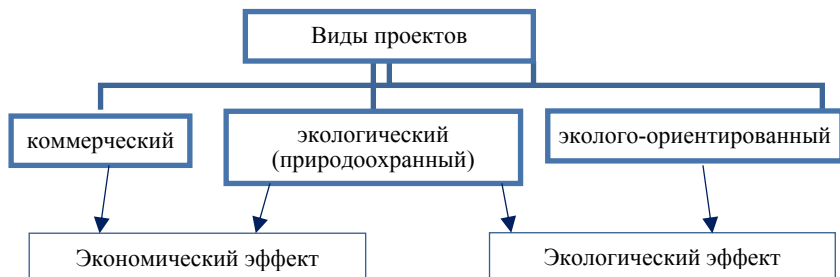 Виды проектов
коммерческий
экологический
(природоохранный)
эколого-ориентированный
Экономический эффект
Экологический эффект